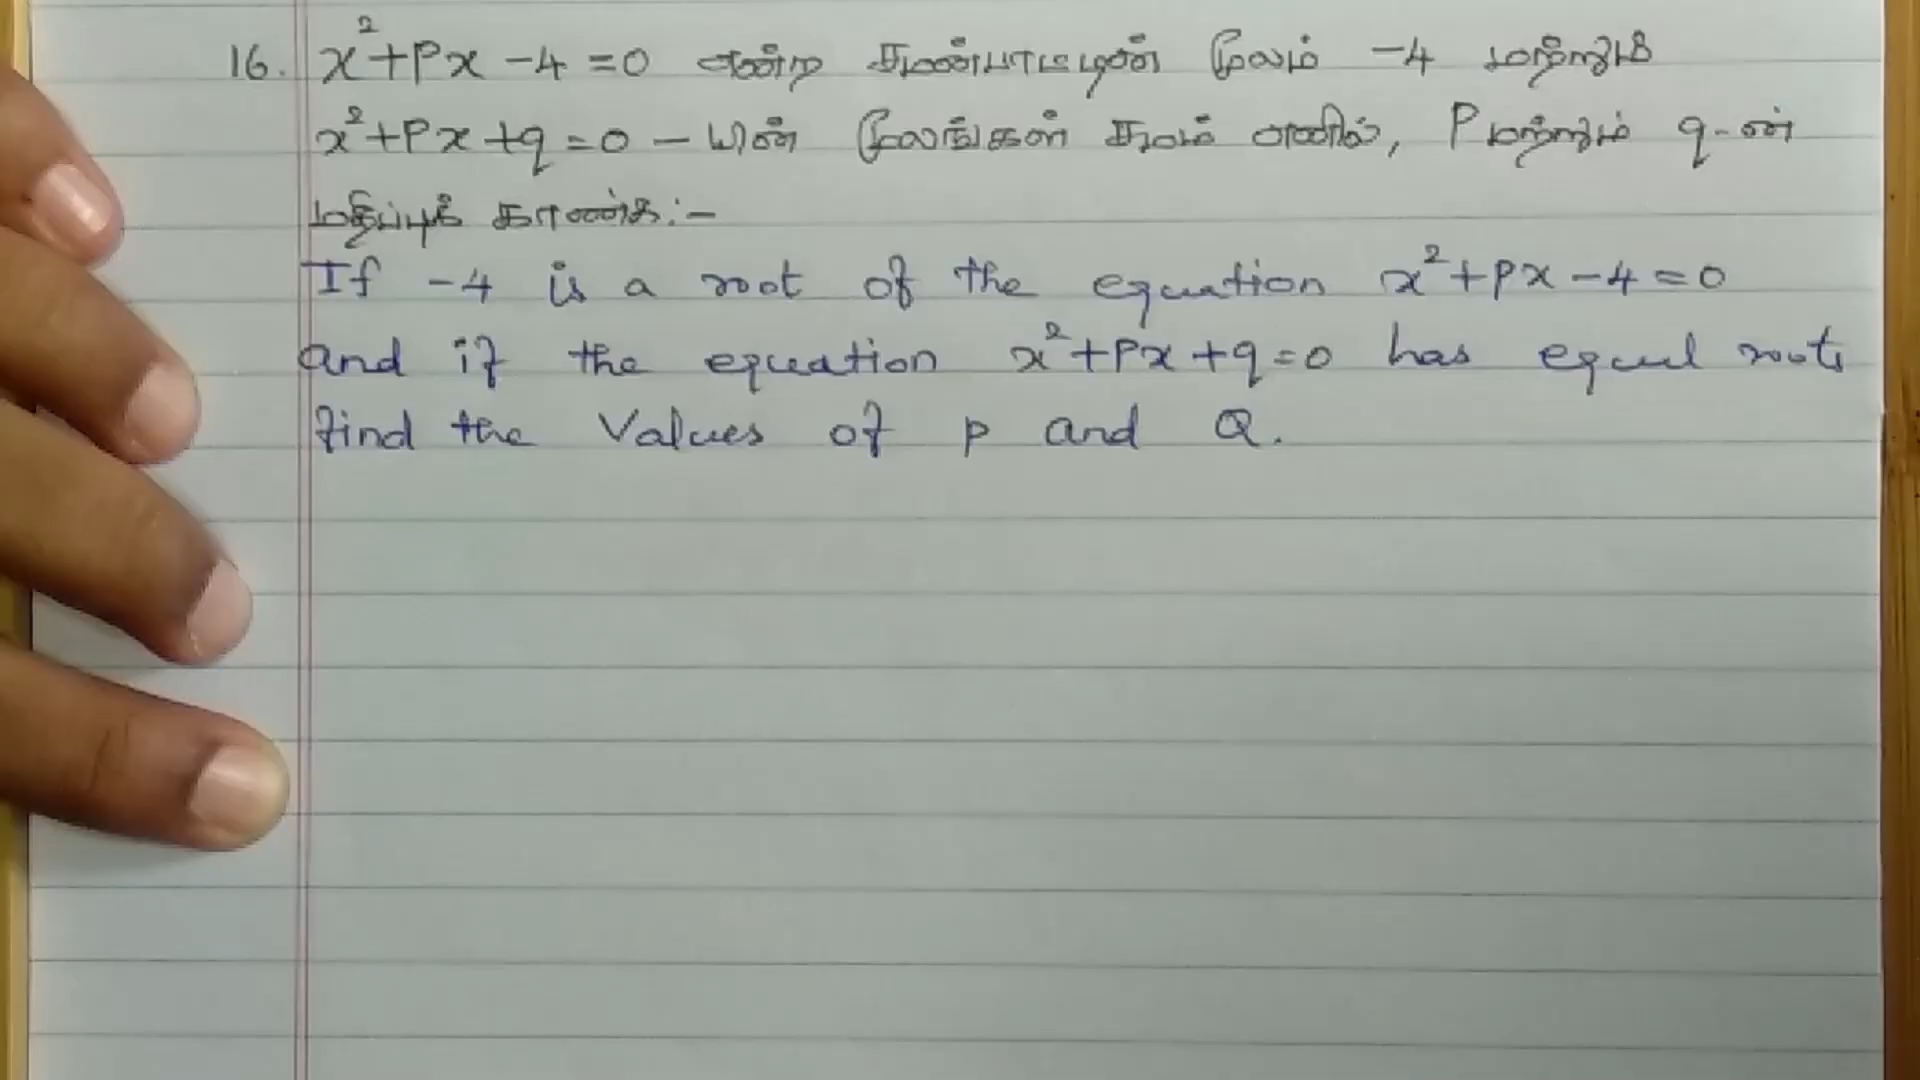 16. x²+Px-4=0 என்ற சமன்பாட்டின் மூலம் -4 மற்றும்
x²+Px+q=0 - யின் மூலங்கள் சமம் எனில், P மற்றும் q-ன்
மதிப்புக் காண்க:-
If -4 is a root of the equation x²+px-4=0
and if the equation x²+Px+q=0 has equal roots
find the Values of p and Q.